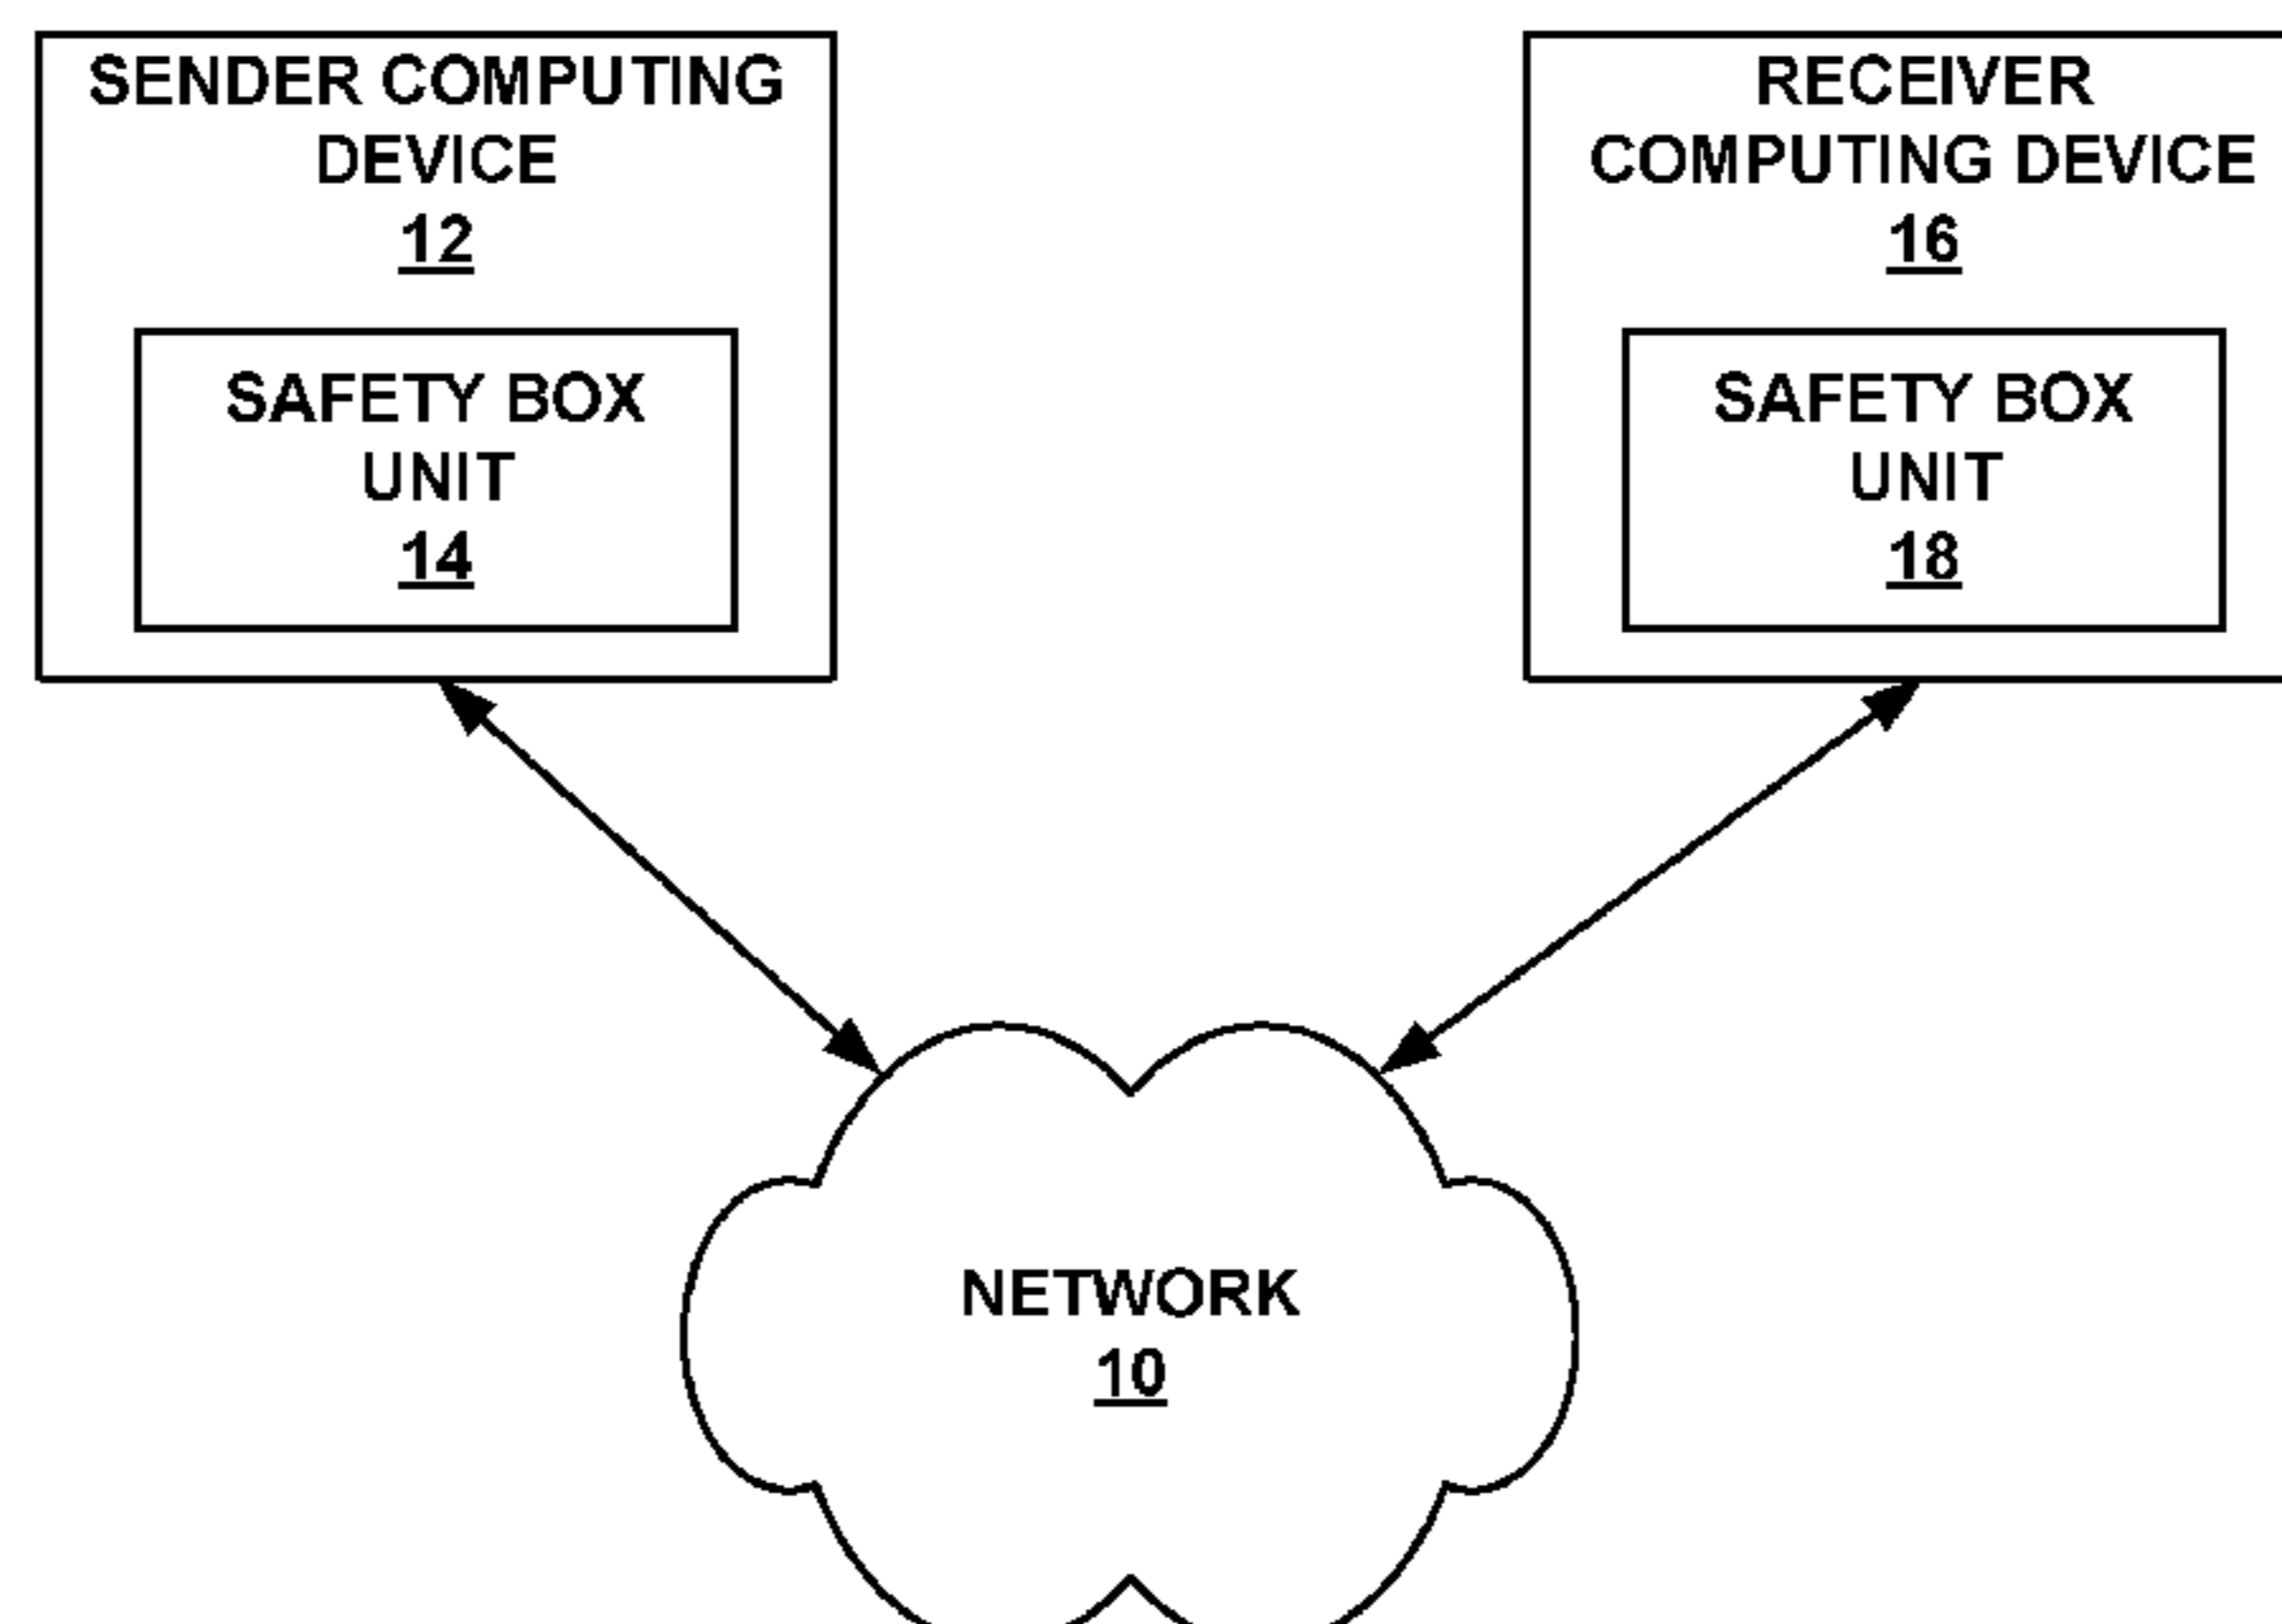 SENDER COMPUTING
DEVICE
12
SAFETY BOX
UNIT
14
RECEIVER
COMPUTING DEVICE
16
SAFETY BOX
UNIT
18
NETWORK
10